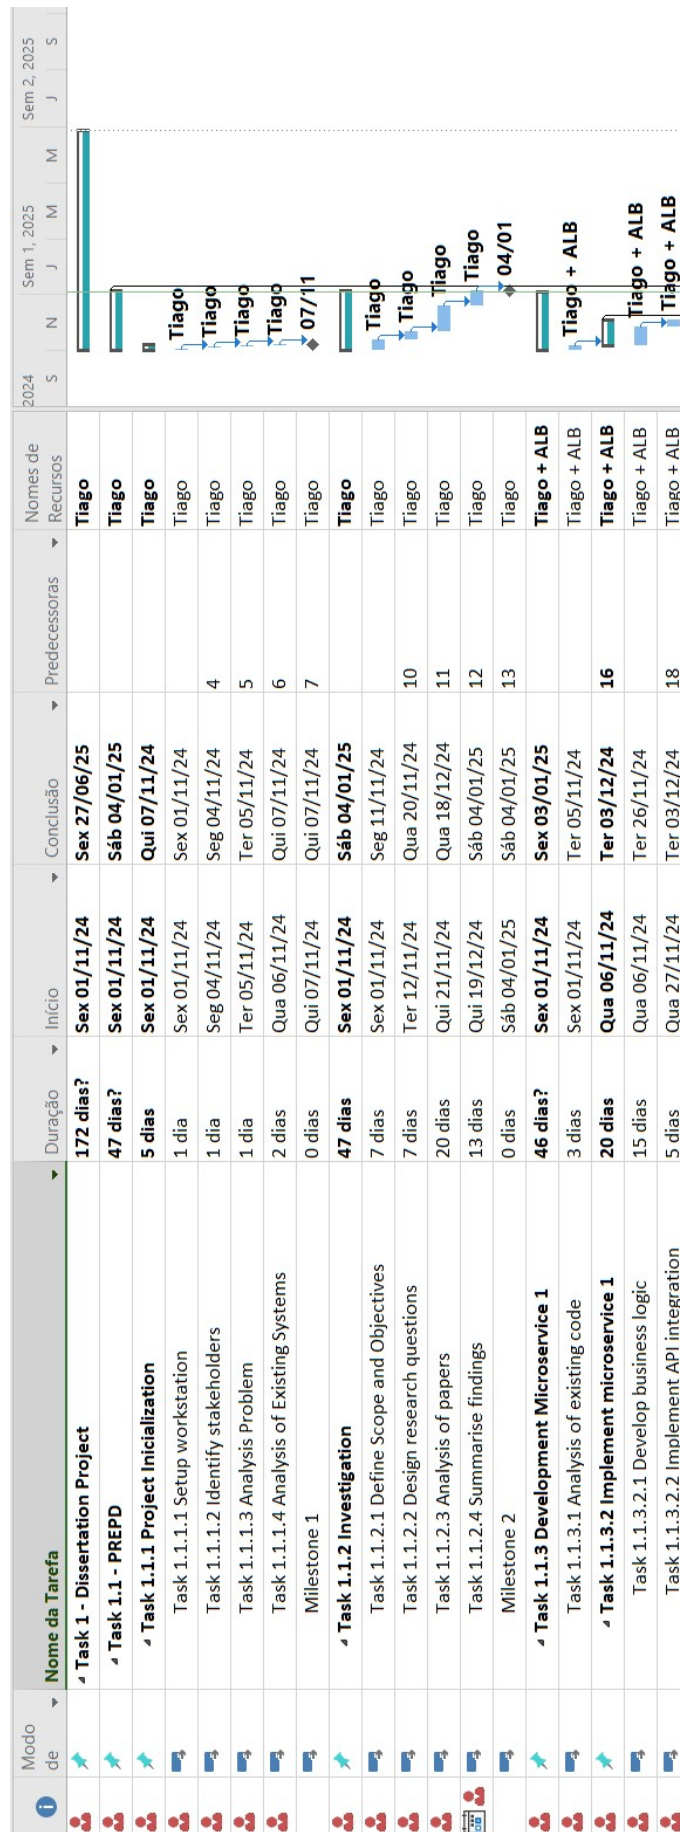 Modo de Nome da Tarefa Duração Início Conclusão Predecessoras Nomes de Recursos 2024 Sem 1, 2025 Sem 2, 2025
S N J M M J S
Task 1 - Dissertation Project 172 dias? Sex 01/11/24 Sex 27/06/25 Tiago
Task 1.1 - PREPD 47 dias? Sex 01/11/24 Sáb 04/01/25 Tiago
Task 1.1.1 Project Inicialization 5 dias Sex 01/11/24 Qui 07/11/24 Tiago
Task 1.1.1.1 Setup workstation 1 dia Sex 01/11/24 Sex 01/11/24 Tiago Tiago
Task 1.1.1.2 Identify stakeholders 1 dia Seg 04/11/24 Seg 04/11/24 4 Tiago Tiago
Task 1.1.1.3 Analysis Problem 1 dia Ter 05/11/24 Ter 05/11/24 5 Tiago Tiago
Task 1.1.1.4 Analysis of Existing Systems 2 dias Qua 06/11/24 Qui 07/11/24 6 Tiago Tiago
Milestone 1 0 dias Qui 07/11/24 Qui 07/11/24 7 Tiago 07/11
Task 1.1.2 Investigation 47 dias Sex 01/11/24 Sáb 04/01/25 Tiago
Task 1.1.2.1 Define Scope and Objectives 7 dias Sex 01/11/24 Seg 11/11/24 Tiago Tiago
Task 1.1.2.2 Design research questions 7 dias Ter 12/11/24 Qua 20/11/24 10 Tiago Tiago
Task 1.1.2.3 Analysis of papers 20 dias Qui 21/11/24 Qua 18/12/24 11 Tiago Tiago
Task 1.1.2.4 Summarise findings 13 dias Qui 19/12/24 Sáb 04/01/25 12 Tiago Tiago
Milestone 2 0 dias Sáb 04/01/25 Sáb 04/01/25 13 Tiago 04/01
Task 1.1.3 Development Microservice 1 46 dias? Sex 01/11/24 Sex 03/01/25 Tiago + ALB
Task 1.1.3.1 Analysis of existing code 3 dias Sex 01/11/24 Ter 05/11/24 Tiago + ALB Tiago + ALB
Task 1.1.3.2 Implement microservice 1 20 dias Qua 06/11/24 Ter 03/12/24 16 Tiago + ALB
Task 1.1.3.2.1 Develop business logic 15 dias Qua 06/11/24 Ter 26/11/24 Tiago + ALB Tiago + ALB
Task 1.1.3.2.2 Implement API integration 5 dias Qua 27/11/24 Ter 03/12/24 18 Tiago + ALB Tiago + ALB